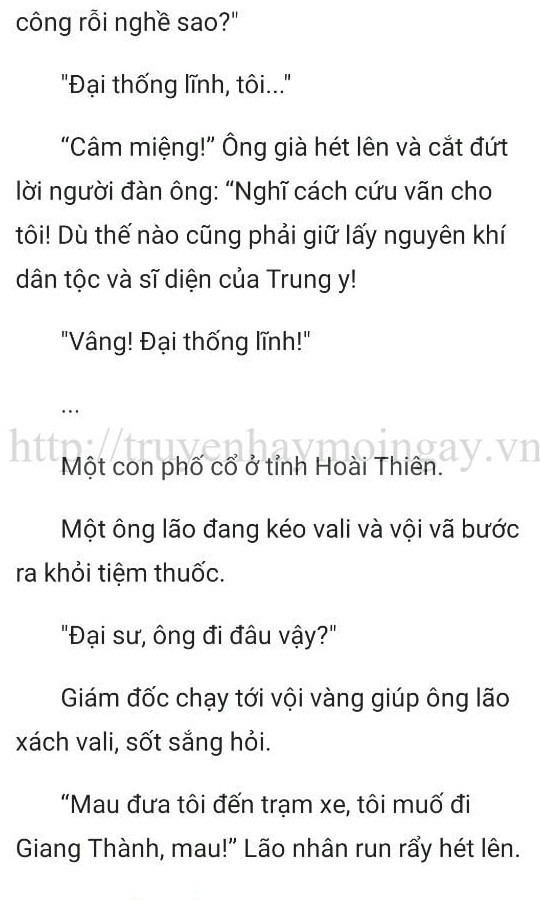 công rỗi nghề sao?"
"Đại thống lĩnh, tôi..."
“Câm miệng!” Ông già hét lên và cắt đứt
lời người đàn ông: “Nghĩ cách cứu vãn cho
tôi! Dù thế nào cũng phải giữ lấy nguyên khí
dân tộc và sĩ diện của Trung y!
"Vâng! Đại thống lĩnh!"
...
http://truyenhaymoingay.vn
Một con phố cổ ở tỉnh Hoài Thiên.
Một ông lão đang kéo vali và vội vã bước
ra khỏi tiệm thuốc.
"Đại sư, ông đi đâu vậy?"
Giám đốc chạy tới vội vàng giúp ông lão
xách vali, sốt sắng hỏi.
“Mau đưa tôi đến trạm xe, tôi muố đi
Giang Thành, mau!” Lão nhân run rẩy hét lên.